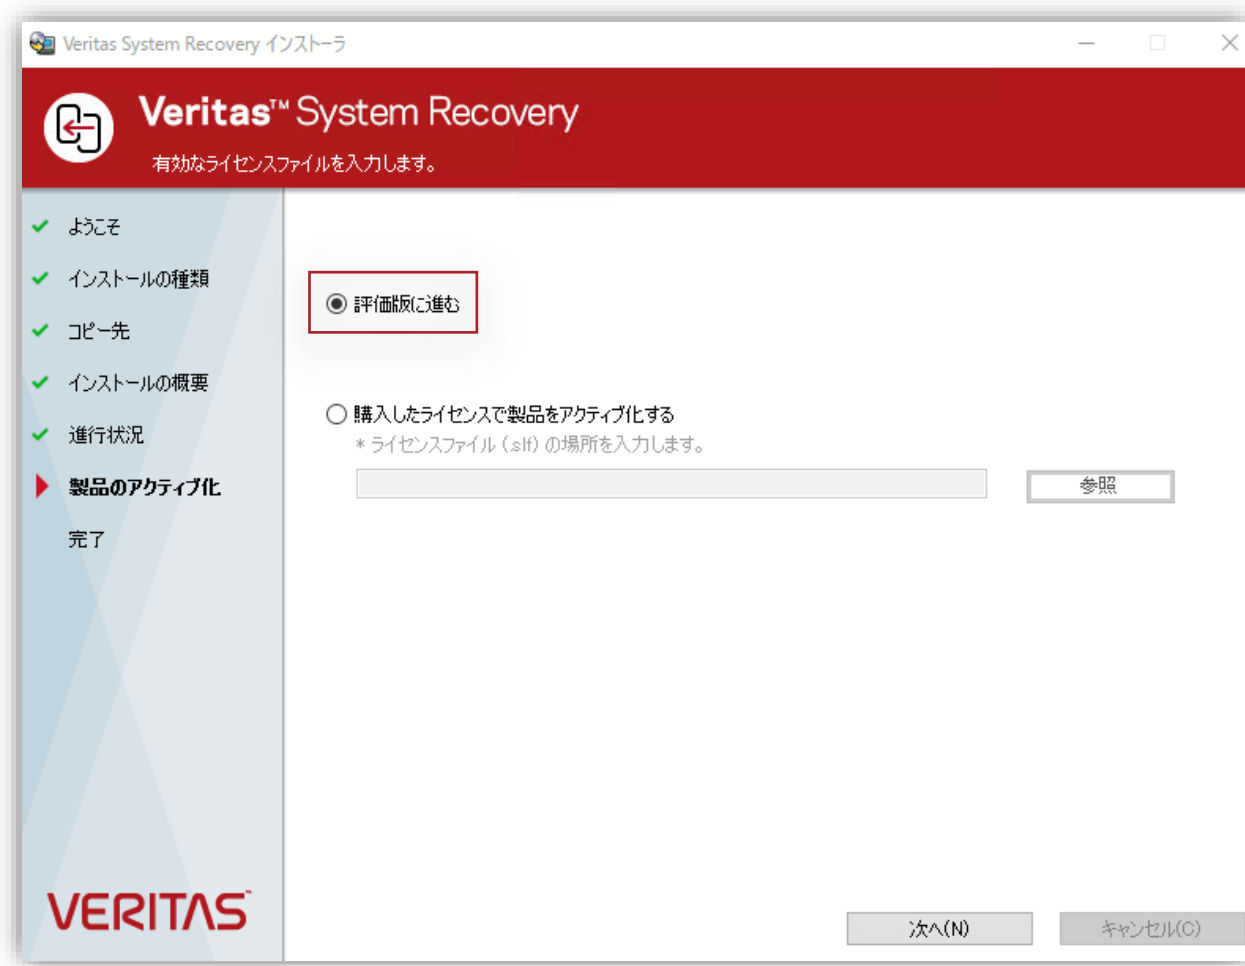 Veritas System Recovery インストーラ
Veritas™ System Recovery
有効なライセンスファイルを入力します。
ようこそ
インストールの種類
コピー先
インストールの概要
進行状況
製品のアクティブ化
完了
評価版に進む
購入したライセンスで製品をアクティブ化する
* ライセンスファイル (.slf) の場所を入力します。
参照
VERITAS™
次へ(N)
キャンセル(C)